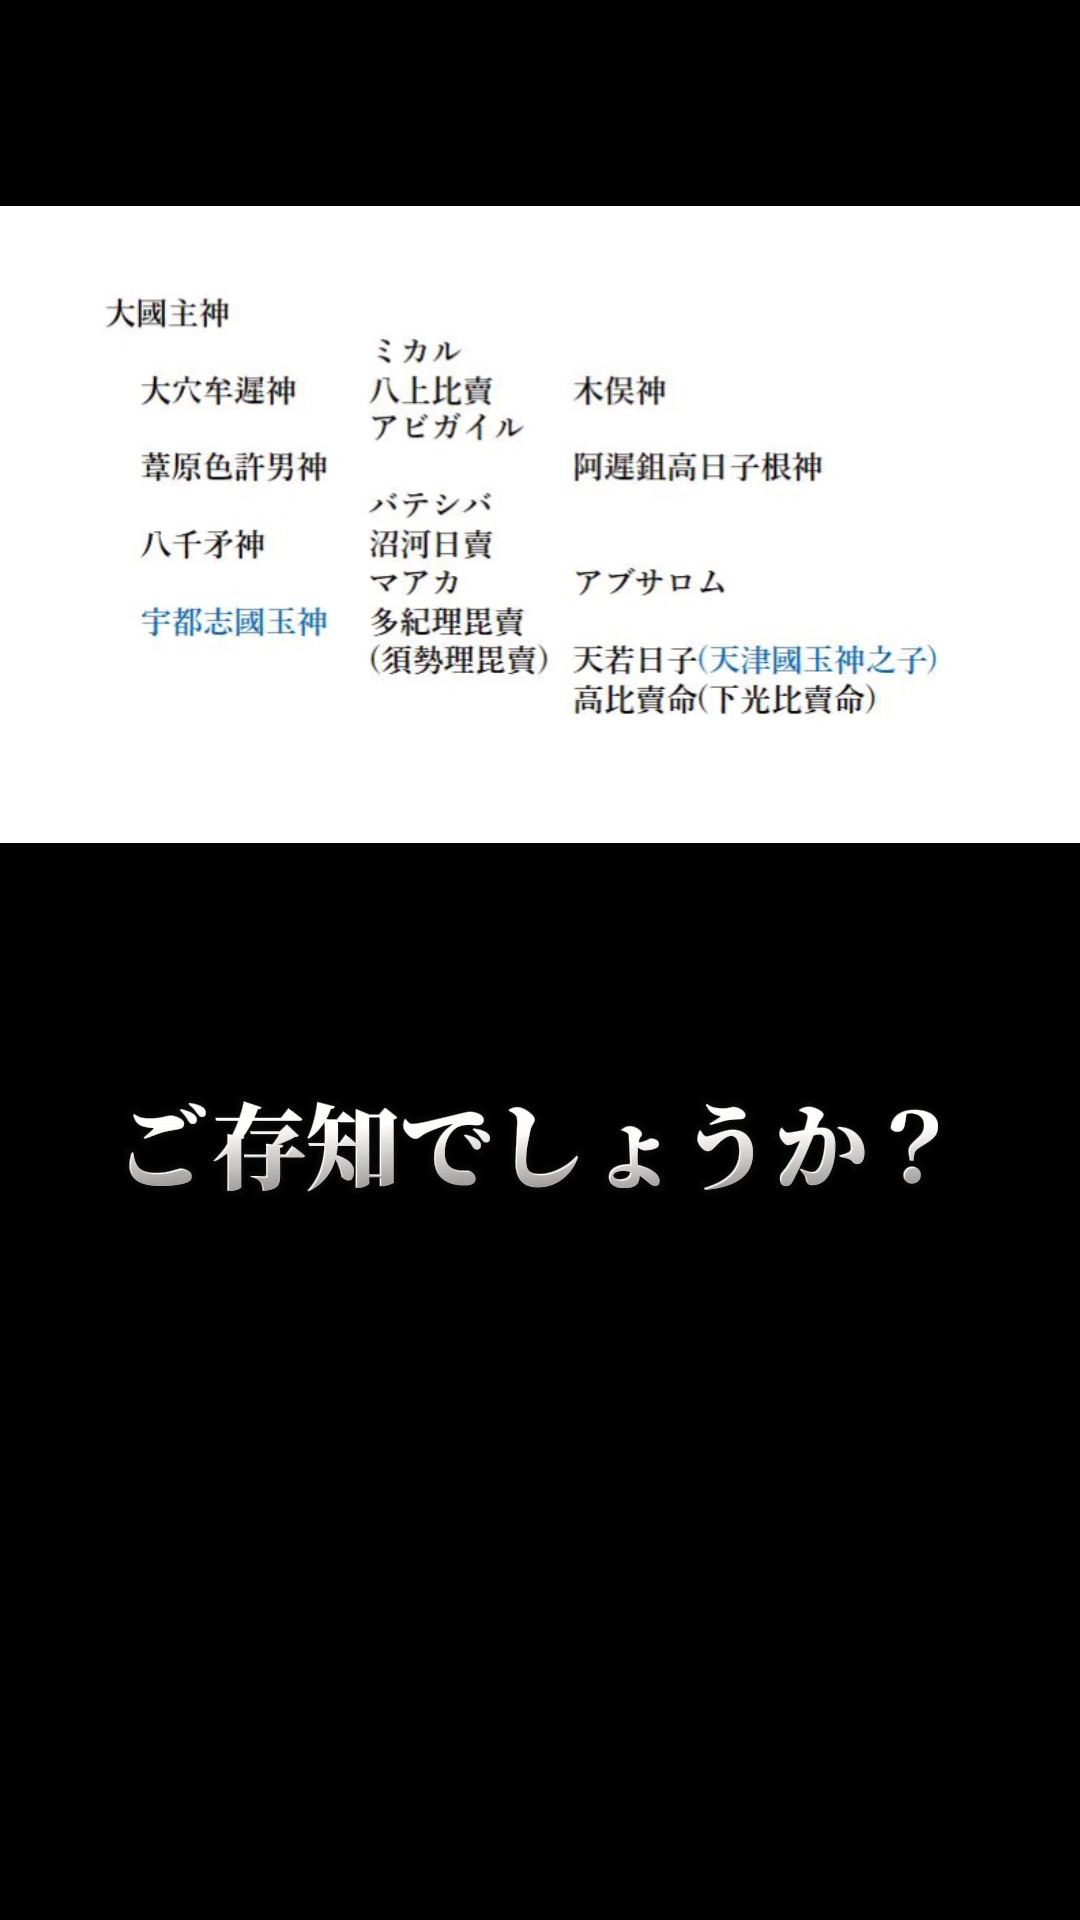 大國主神
ミカル
大穴牟遲神 八上比賣 木俣神
アビガイル
葦原色許男神 阿遲鉏高日子根神
バテシバ
八千矛神 沼河日賣
マアカ アブサロム
宇都志國玉神 多紀理毘賣
(須勢理毘賣) 天若日子(天津國玉神之子)
高比賣命(下光比賣命)
ご存知でしょうか？